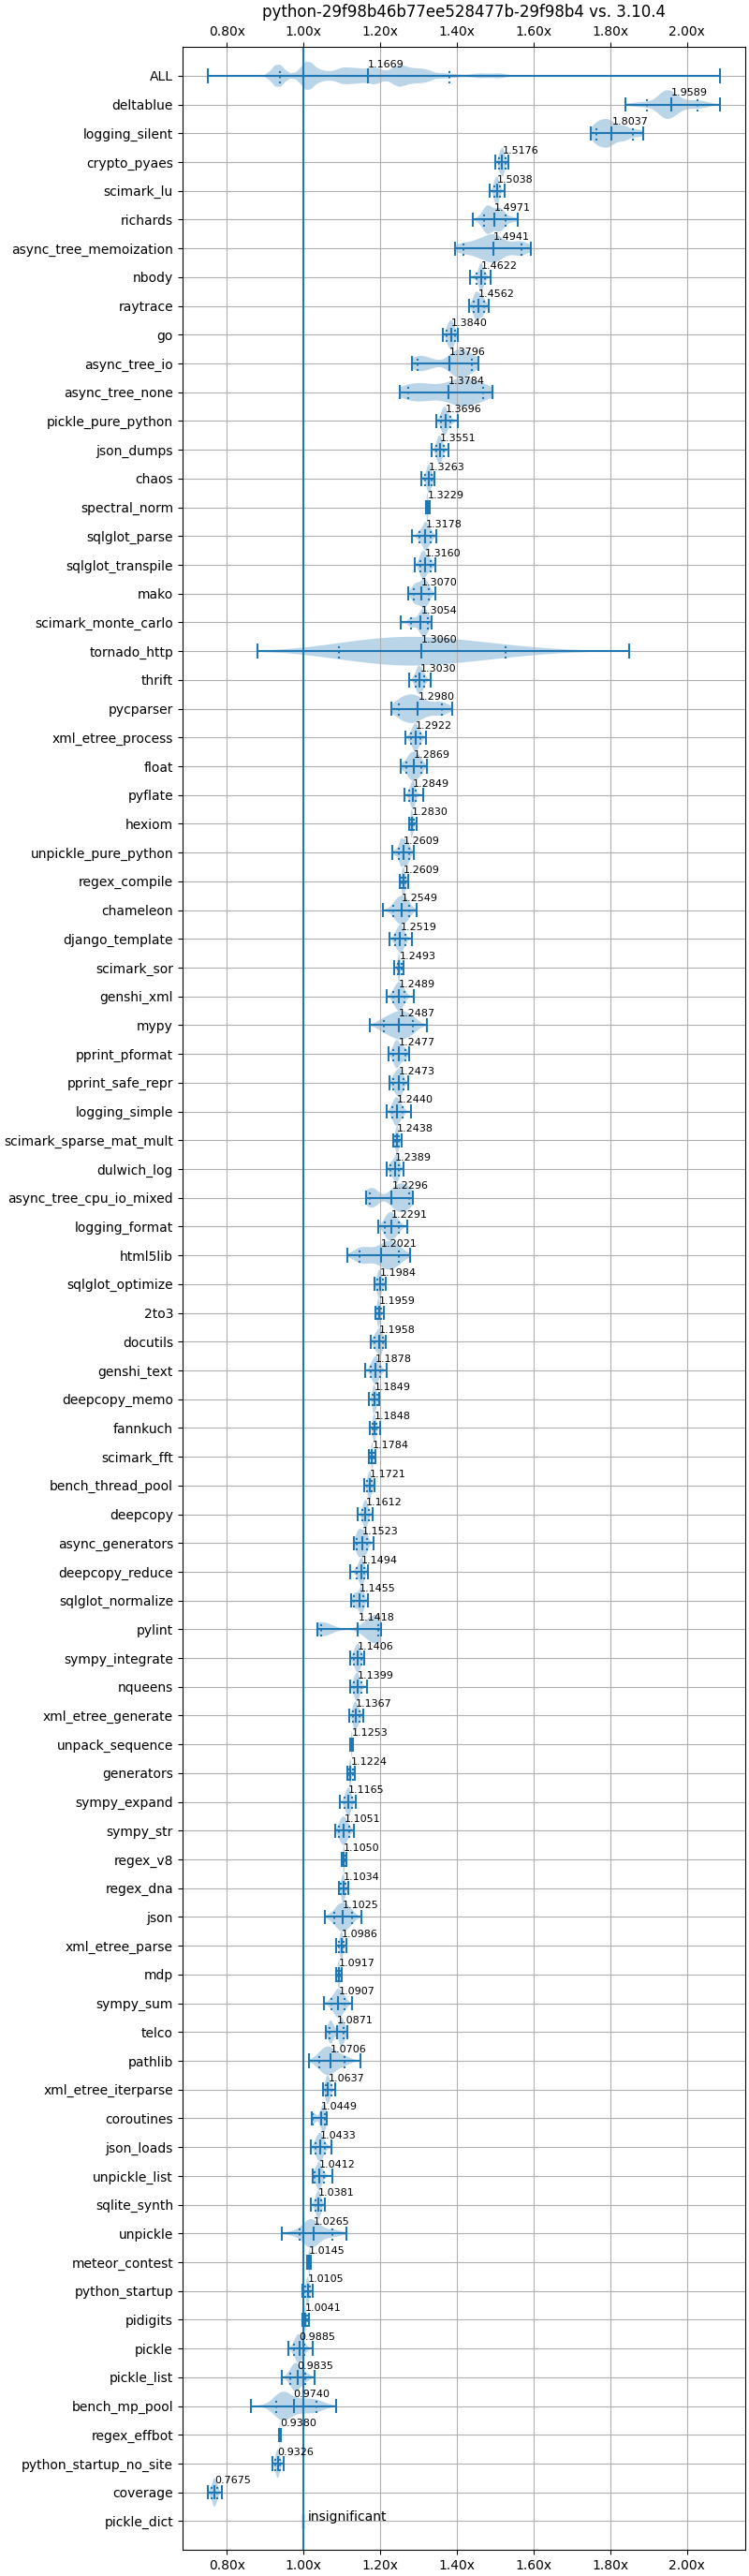 python-29f98b46b77ee528477b-29f98b4 vs. 3.10.4
0.80x 1.00x 1.20x 1.40x 1.60x 1.80x 2.00x
ALL 1.1669
deltablue 1.9589
logging_silent 1.8037
crypto_pyaes 1.5176
scimark_lu 1.5038
richards 1.4971
async_tree_memoization 1.4941
nbody 1.4622
raytrace 1.4562
go 1.3840
async_tree_io 1.3796
async_tree_none 1.3784
pickle_pure_python 1.3696
json_dumps 1.3551
chaos 1.3263
spectral_norm 1.3229
sqlglot_parse 1.3178
sqlglot_transpile 1.3160
mako 1.3070
scimark_monte_carlo 1.3054
tornado_http 1.3060
thrift 1.3030
pycparser 1.2980
xml_etree_process 1.2922
float 1.2869
pyflate 1.2849
hexiom 1.2830
unpickle_pure_python 1.2609
regex_compile 1.2609
chameleon 1.2549
django_template 1.2519
scimark_sor 1.2493
genshi_xml 1.2489
mypy 1.2487
pprint_pformat 1.2477
pprint_safe_repr 1.2473
logging_simple 1.2440
scimark_sparse_mat_mult 1.2438
dulwich_log 1.2389
async_tree_cpu_io_mixed 1.2296
logging_format 1.2291
html5lib 1.2021
sqlglot_optimize 1.1984
2to3 1.1959
docutils 1.1958
genshi_text 1.1878
deepcopy_memo 1.1849
fannkuch 1.1848
scimark_fft 1.1784
bench_thread_pool 1.1721
deepcopy 1.1612
async_generators 1.1523
deepcopy_reduce 1.1494
sqlglot_normalize 1.1455
pylint 1.1418
sympy_integrate 1.1406
nqueens 1.1399
xml_etree_generate 1.1367
unpack_sequence 1.1253
generators 1.1224
sympy_expand 1.1165
sympy_str 1.1051
regex_v8 1.1050
regex_dna 1.1034
json 1.1025
xml_etree_parse 1.0986
mdp 1.0917
sympy_sum 1.0907
telco 1.0871
pathlib 1.0706
xml_etree_iterparse 1.0637
coroutines 1.0449
json_loads 1.0433
unpickle_list 1.0412
sqlite_synth 1.0381
unpickle 1.0265
meteor_contest 1.0145
python_startup 1.0105
pidigits 1.0041
pickle 0.9885
pickle_list 0.9835
bench_mp_pool 0.9740
regex_effbot 0.9380
python_startup_no_site 0.9326
coverage 0.7675
pickle_dict insignificant
0.80x 1.00x 1.20x 1.40x 1.60x 1.80x 2.00x